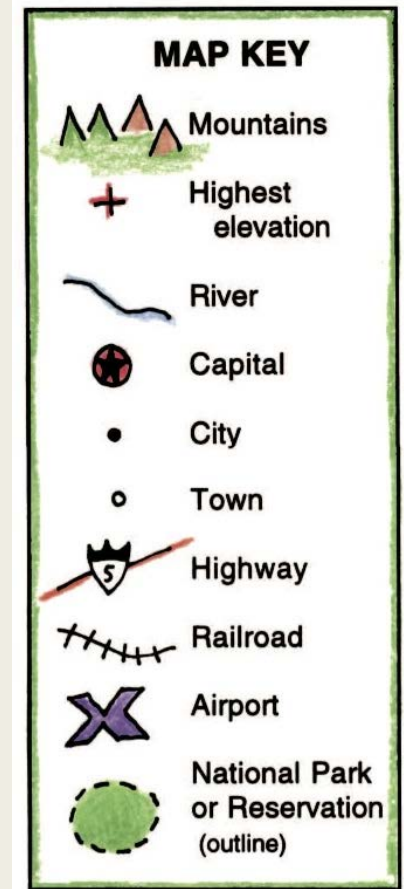 MAP KEY
Mountains
Highest
elevation
River
Capital
City
Town
5
Highway
Railroad
Airport
National Park
or Reservation
(outline)